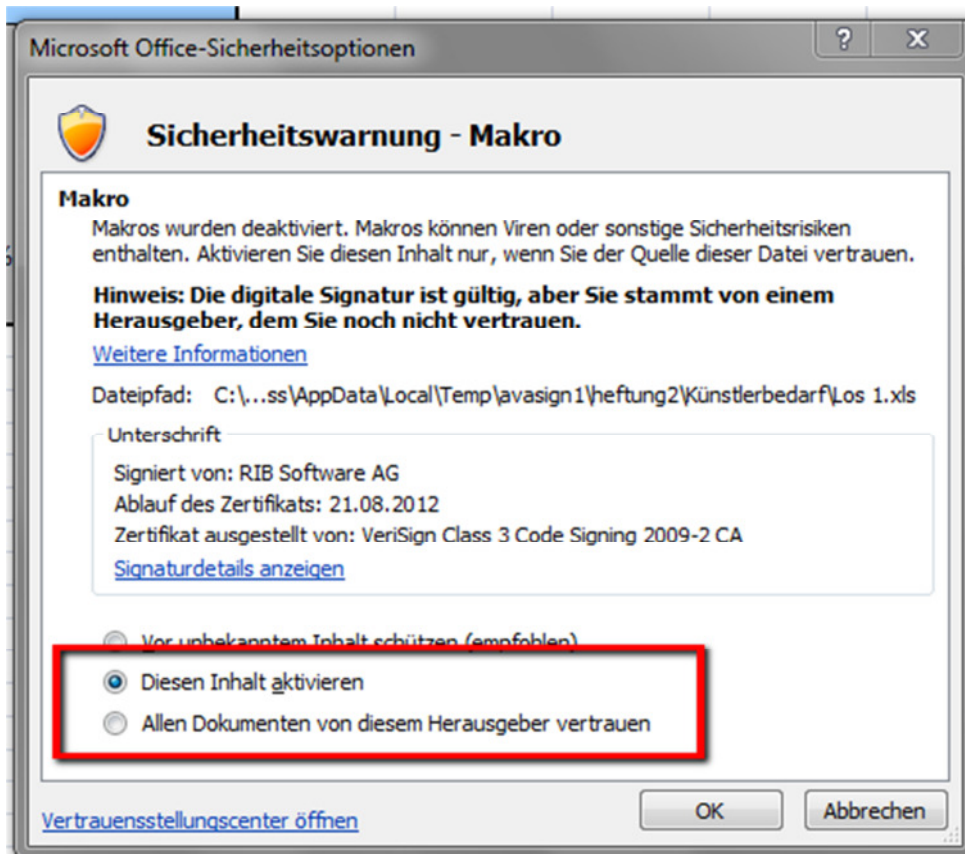 Microsoft Office-Sicherheitsoptionen
Sicherheitswarnung - Makro
Makro
Makros wurden deaktiviert. Makros können Viren oder sonstige Sicherheitsrisiken
enthalten. Aktivieren Sie diesen Inhalt nur, wenn Sie der Quelle dieser Datei vertrauen.
Hinweis: Die digitale Signatur ist gültig, aber Sie stammt von einem
Herausgeber, dem Sie noch nicht vertrauen.
Weitere Informationen
Dateipfad: C:\...ss\AppData\Local\Temp\avasign1\heftung2\Künstlerbedarf\Los 1.xls
Unterschrift
Signiert von: RIB Software AG
Ablauf des Zertifikats: 21.08.2012
Zertifikat ausgestellt von: VeriSign Class 3 Code Signing 2009-2 CA
Signaturdetails anzeigen
Vor unbekanntem Inhalt schützen (empfohlen)
Diesen Inhalt aktivieren
Allen Dokumenten von diesem Herausgeber vertrauen
Vertrauensstellungscenter öffnen
OK
Abbrechen